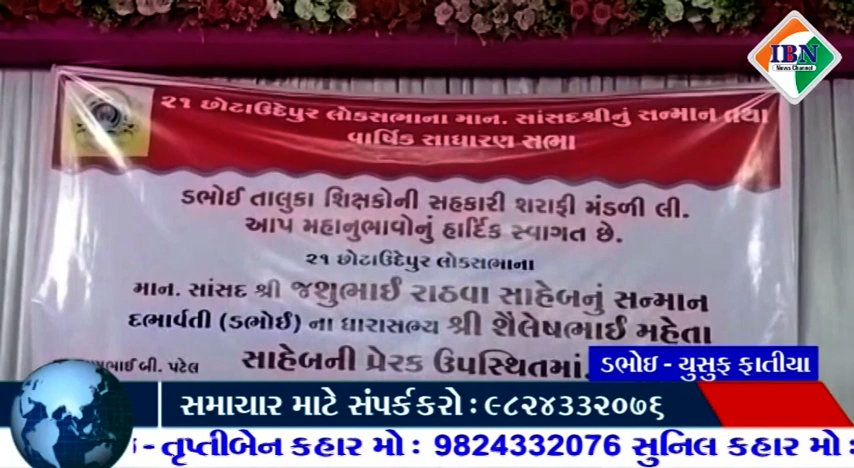 IBN
News Channel
૨૧ છોટાઉદેપુર લોકસભાના માન. સાંસદશ્રીનું સન્માન તથા
વાર્ષિક સાધારણ સભા
ડભોઈ તાલુકા શિક્ષકોની સહકારી શરાફી મંડળી લી.
આપ મહાનુભાવોનું હાર્દિક સ્વાગત છે.
૨૧ છોટાઉદેપુર લોકસભાના
માન. સાંસદ શ્રી જશુભાઈ રાઠવા સાહેબનું સન્માન
દભાર્વતી (ડભોઈ) ના ધારાસભ્ય શ્રી શૈલેષભાઈ મહેતા
બી. પટેલ સાહેબની પ્રેરક ઉપસ્થિતમાં
ડભોઇ - યુસુફ ફાતીયા
સમાચાર માટે સંપર્ક કરો : ૯૮૨૪૩૩૨૦૭૬
- તૃપ્તીબેન કહાર મો : 9824332076 સુનિલ કહાર મો :